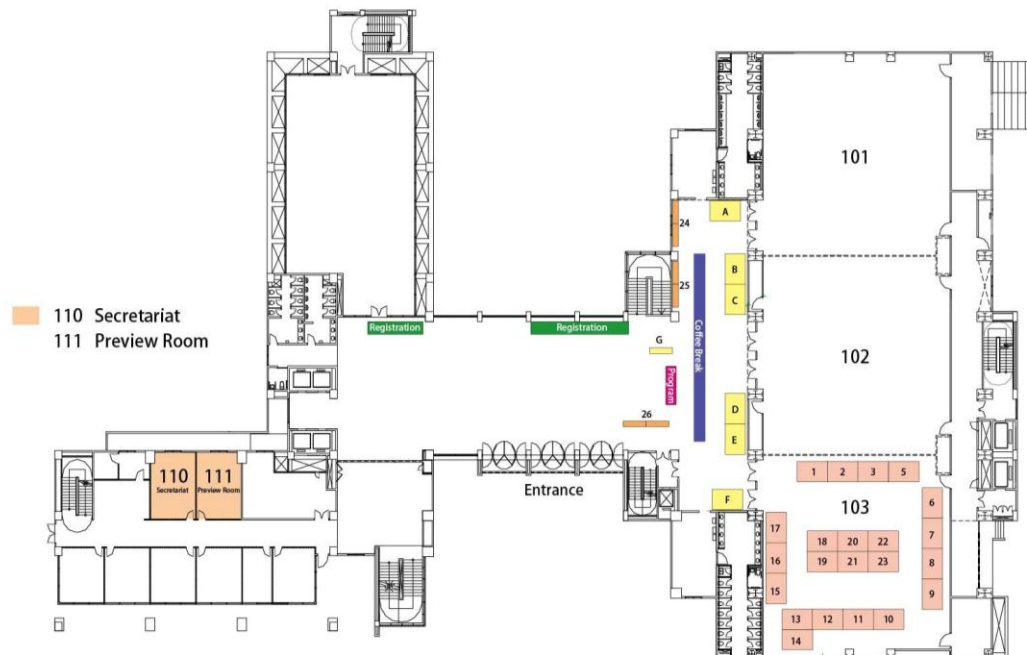 110 Secretariat
111 Preview Room
101
24
A
B
25
C
Registration
Registration
G
Coffee Break
Program
102
D
26
E
110
Secretariat
111
Preview Room
Entrance
F
1 2 3 5
103
6
17
18 20 22
7
16
19 21 23
8
15
9
13 12 11 10
14